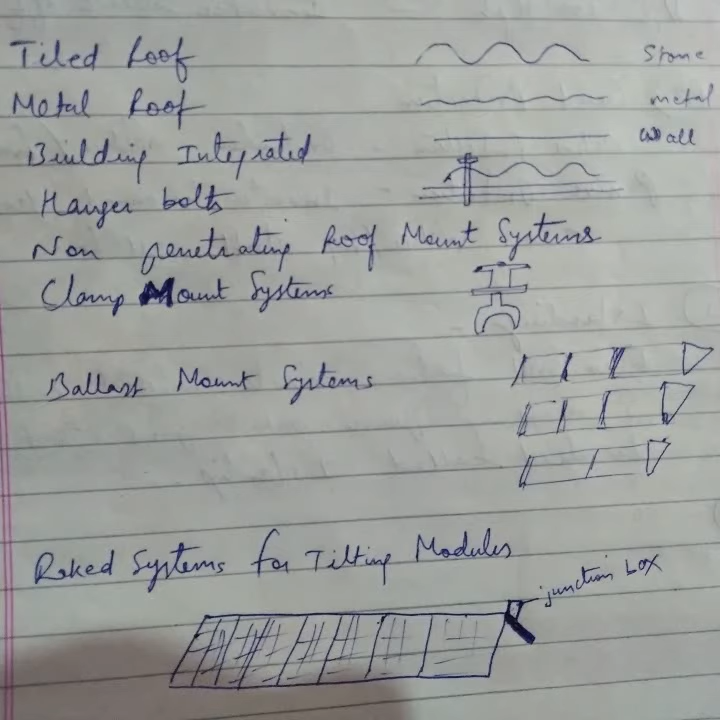 Tiled Roof Stone
Metal Roof metal
Building Integrated Wall
Hanger bolts
Non penetrating Roof Mount Systems
Clamp Mount Systems
Ballast Mount Systems
Raked Systems for Tilting Modules
junction box